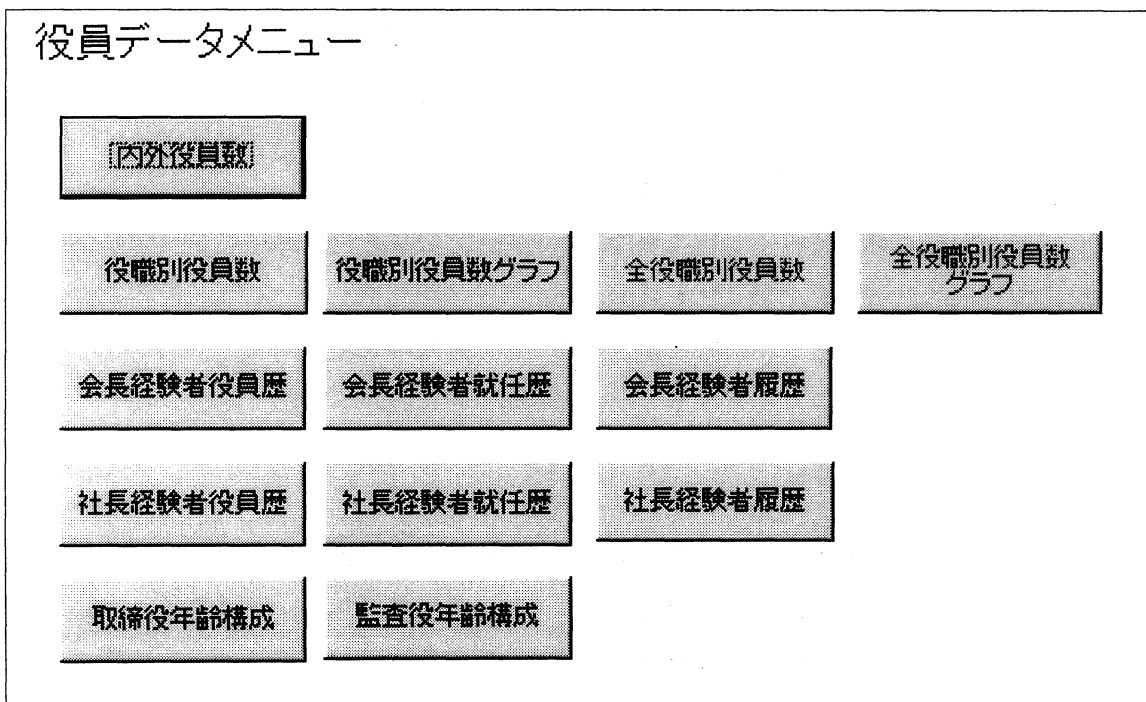 役員データメニュー
内外役員数
役職別役員数
役職別役員数グラフ
全役職別役員数
全役職別役員数
グラフ
会長経験者役員歴
会長経験者就任歴
会長経験者履歴
社長経験者役員歴
社長経験者就任歴
社長経験者履歴
取締役年齢構成
監査役年齢構成